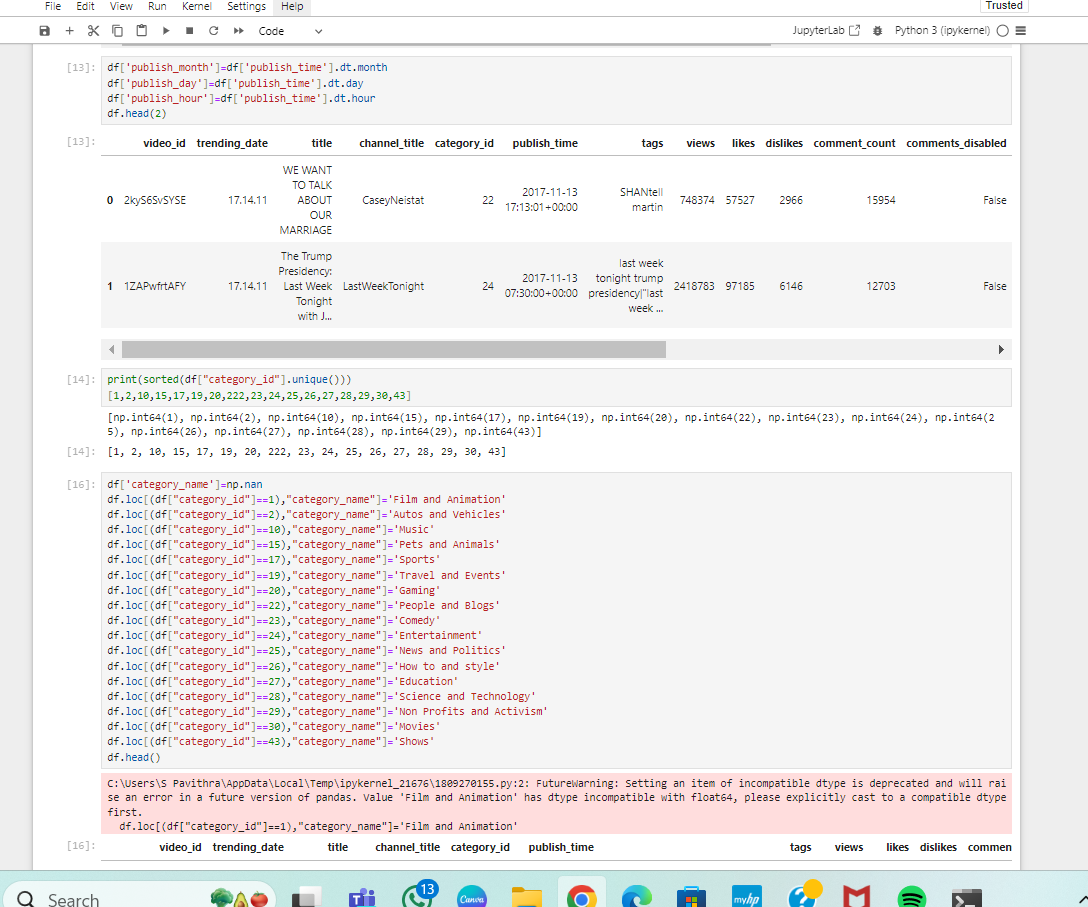 File Edit View Run Kernel Settings Help Trusted
Code JupyterLab Python 3 (ipykernel)
[13]: df['publish_month']=df['publish_time'].dt.month
df['publish_day']=df['publish_time'].dt.day
df['publish_hour']=df['publish_time'].dt.hour
df.head(2)
[13]: video_id trending_date title channel_title category_id publish_time tags views likes dislikes comment_count comments_disabled
WE WANT
TO TALK
0 2kyS6SvSYSE 17.14.11 ABOUT CaseyNeistat 22 2017-11-13 17:13:01+00:00 SHANtell martin 748374 57527 2966 15954 False
OUR
MARRIAGE
The Trump
Presidency:
1 1ZAPwfrtAFY 17.14.11 Last Week LastWeekTonight 24 2017-11-13 07:30:00+00:00 last week tonight trump presidency|"last week ... 2418783 97185 6146 12703 False
Tonight
with J...
[14]: print(sorted(df["category_id"].unique()))
[1,2,10,15,17,19,20,222,23,24,25,26,27,28,29,30,43]
[np.int64(1), np.int64(2), np.int64(10), np.int64(15), np.int64(17), np.int64(19), np.int64(20), np.int64(22), np.int64(23), np.int64(24), np.int64(2
5), np.int64(26), np.int64(27), np.int64(28), np.int64(29), np.int64(43)]
[14]: [1, 2, 10, 15, 17, 19, 20, 222, 23, 24, 25, 26, 27, 28, 29, 30, 43]
[16]: df['category_name']=np.nan
df.loc[(df["category_id"]==1),"category_name"]='Film and Animation'
df.loc[(df["category_id"]==2),"category_name"]='Autos and Vehicles'
df.loc[(df["category_id"]==10),"category_name"]='Music'
df.loc[(df["category_id"]==15),"category_name"]='Pets and Animals'
df.loc[(df["category_id"]==17),"category_name"]='Sports'
df.loc[(df["category_id"]==19),"category_name"]='Travel and Events'
df.loc[(df["category_id"]==20),"category_name"]='Gaming'
df.loc[(df["category_id"]==22),"category_name"]='People and Blogs'
df.loc[(df["category_id"]==23),"category_name"]='Comedy'
df.loc[(df["category_id"]==24),"category_name"]='Entertainment'
df.loc[(df["category_id"]==25),"category_name"]='News and Politics'
df.loc[(df["category_id"]==26),"category_name"]='How to and style'
df.loc[(df["category_id"]==27),"category_name"]='Education'
df.loc[(df["category_id"]==28),"category_name"]='Science and Technology'
df.loc[(df["category_id"]==29),"category_name"]='Non Profits and Activism'
df.loc[(df["category_id"]==30),"category_name"]='Movies'
df.loc[(df["category_id"]==43),"category_name"]='Shows'
df.head()
C:\Users\S Pavithra\AppData\Local\Temp\ipykernel_21676\1809270155.py:2: FutureWarning: Setting an item of incompatible dtype is deprecated and will rai
se an error in a future version of pandas. Value 'Film and Animation' has dtype incompatible with float64, please explicitly cast to a compatible dtype
first.
df.loc[(df["category_id"]==1),"category_name"]='Film and Animation'
[16]: video_id trending_date title channel_title category_id publish_time tags views likes dislikes commen
Search 13 Canva myhp